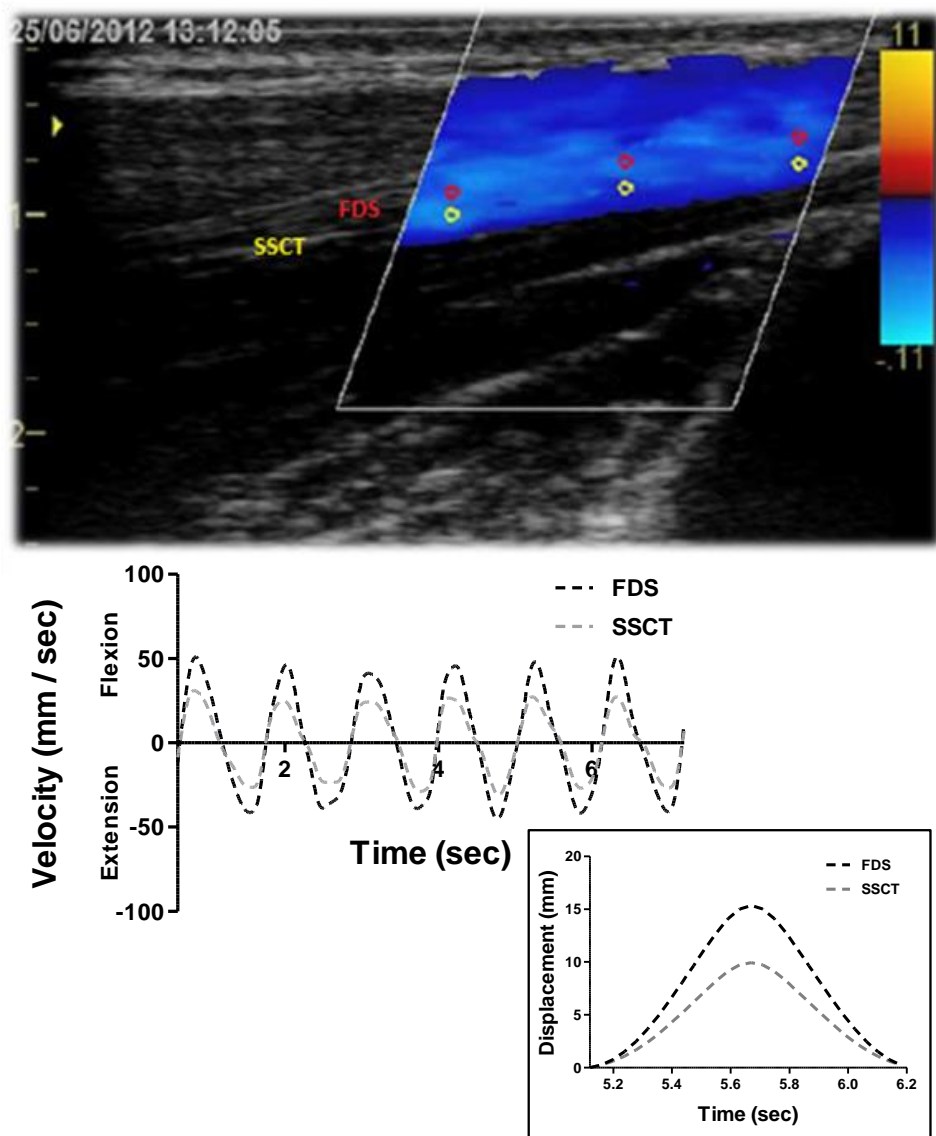 25/06/2012 13:12:05
11
FDS
1
SSCT
-.11
2
100
FDS
SSCT
50
0
2
4
6
-50
-100
Velocity (mm / sec)
Flexion
Extension
Time (sec)
20
FDS
SSCT
15
10
5
0
Displacement (mm)
5.2
5.4
5.6
5.8
6.0
6.2
Time (sec)